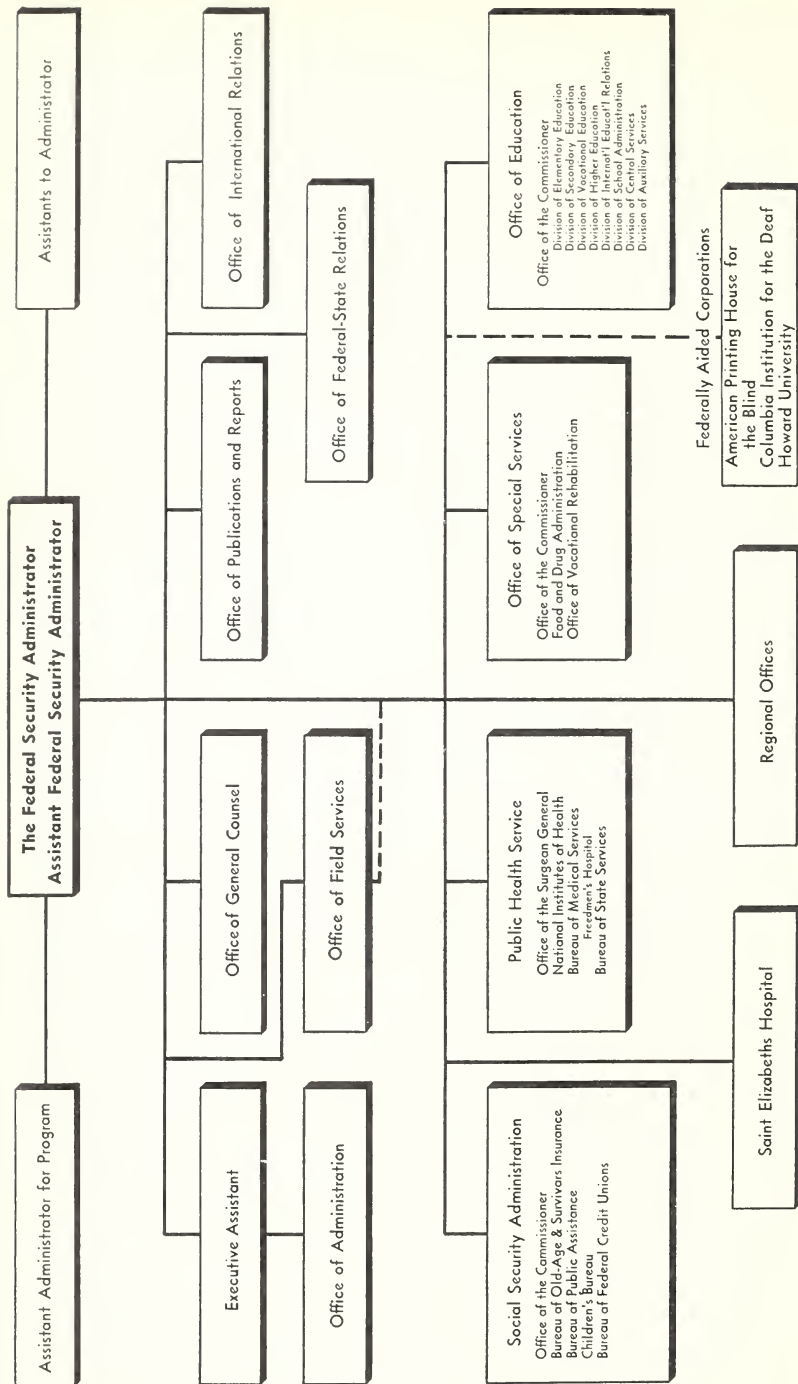 Assistant Administrator for Program
The Federal Security Administrator
Assistant Federal Security Administrator
Assistants to Administrator
Executive Assistant
Office of General Counsel
Office of Publications and Reports
Office of International Relations
Office of Administration
Office of Field Services
Office of Federal-State Relations
Social Security Administration
Office of the Commissioner
Bureau of Old-Age & Survivors Insurance
Bureau of Public Assistance
Children's Bureau
Bureau of Federal Credit Unions
Public Health Service
Office of the Surgeon General
National Institutes of Health
Bureau of Medical Services
Freedmen's Hospital
Bureau of State Services
Office of Special Services
Office of the Commissioner
Food and Drug Administration
Office of Vocational Rehabilitation
Office of Education
Office of the Commissioner
Division of Elementary Education
Division of Secondary Education
Division of Vocational Education
Division of Higher Education
Division of Internat'l Educat'l Relations
Division of School Administration
Division of Central Services
Division of Auxiliary Services
Saint Elizabeths Hospital
Regional Offices
Federally Aided Corporations
American Printing House for
the Blind
Columbia Institution for the Deaf
Howard University